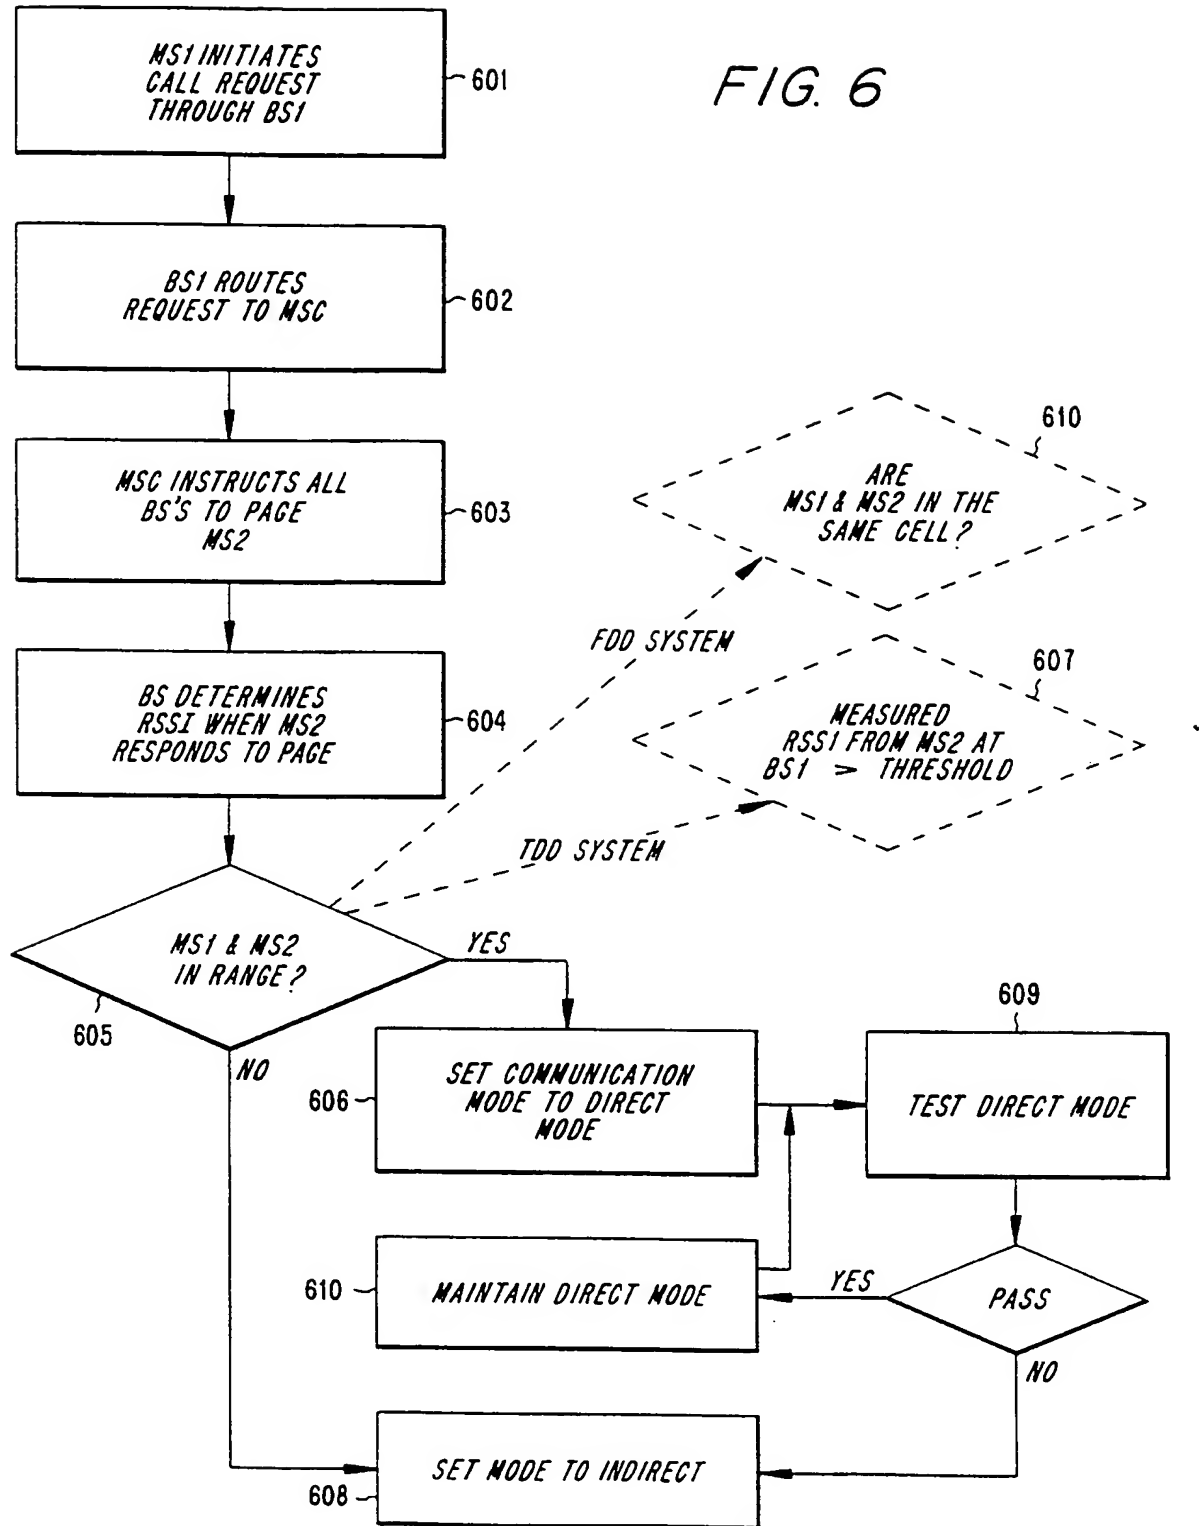 FIG. 6
MS1 INITIATES
CALL REQUEST
THROUGH BS1
601
BS1 ROUTES
REQUEST TO MSC
602
MSC INSTRUCTS ALL
BS'S TO PAGE
MS2
603
BS DETERMINES
RSSI WHEN MS2
RESPONDS TO PAGE
604
610
ARE
MS1 & MS2 IN THE
SAME CELL?
FDD SYSTEM
607
MEASURED
RSS1 FROM MS2 AT
BS1 > THRESHOLD
TDD SYSTEM
MS1 & MS2
IN RANGE?
605
YES
NO
SET COMMUNICATION
MODE TO DIRECT
MODE
606
609
TEST DIRECT MODE
PASS
YES
NO
MAINTAIN DIRECT MODE
610
SET MODE TO INDIRECT
608